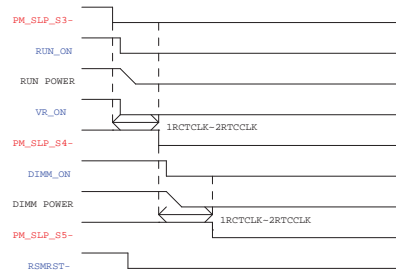 PM_SLP_S3-
RUN_ON
RUN POWER
VR_ON
1RCTCLK-2RTCCLK
PM_SLP_S4-
DIMM_ON
DIMM POWER
1RCTCLK-2RTCCLK
PM_SLP_S5-
RSMRST-